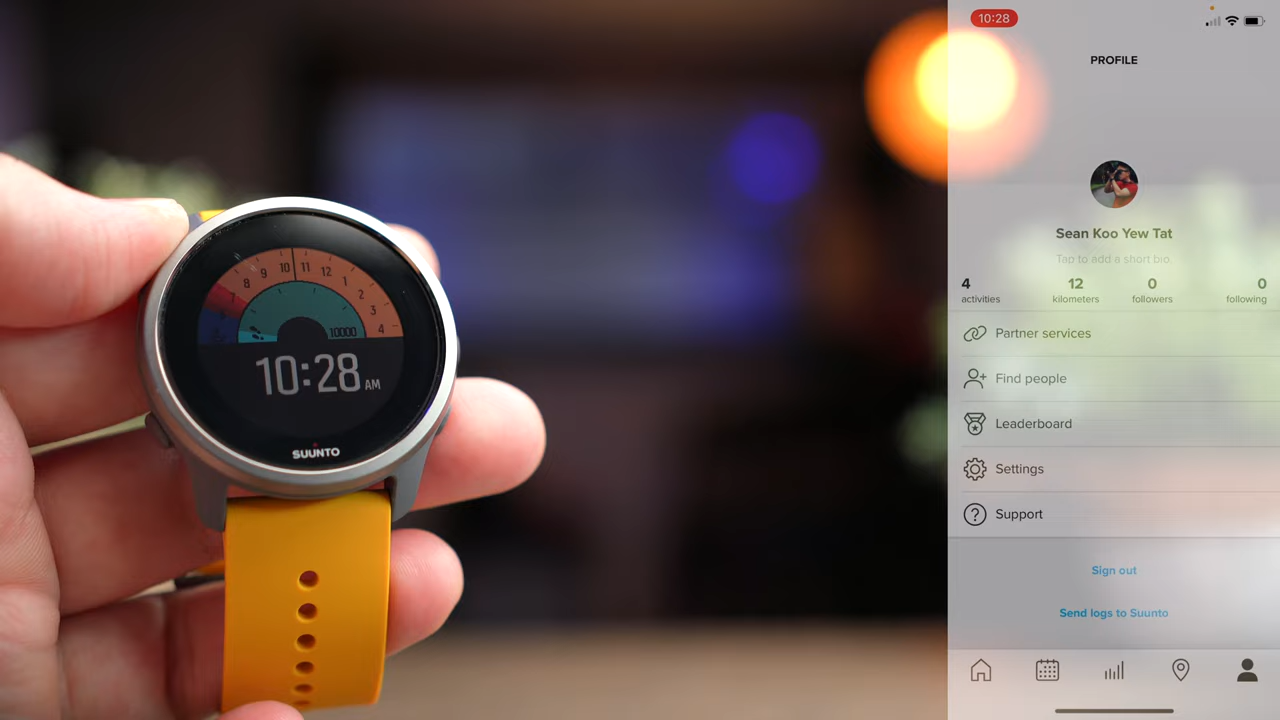 8 9 10 11 12 1 2 3 4
10000
10:28 AM
SUUNTO
10:28
PROFILE
Sean Koo Yew Tat
Tap to add a short bio.
4 12 0 0
activities kilometers followers following
Partner services
Find people
Leaderboard
Settings
Support
Sign out
Send logs to Suunto